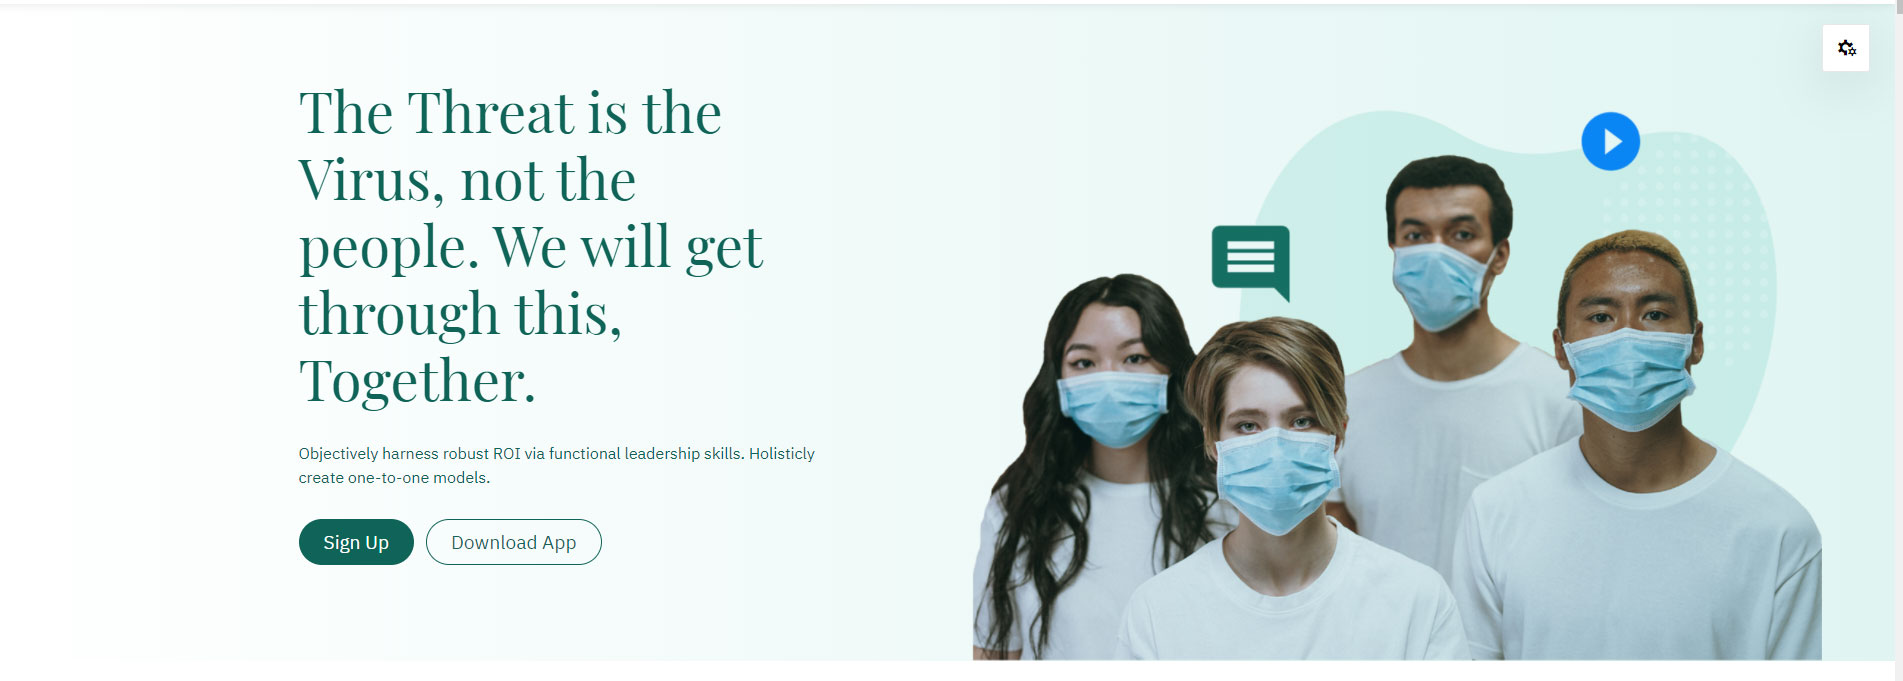 The Threat is the
Virus, not the
people. We will get
through this,
Together.
Objectively harness robust ROI via functional leadership skills. Holisticly
create one-to-one models.
Sign Up
Download App